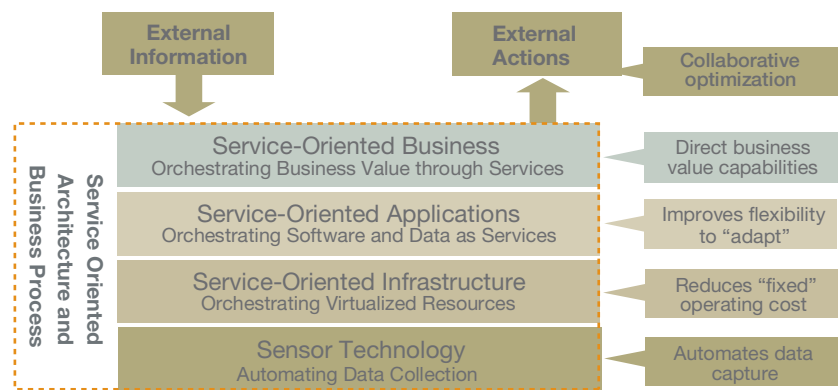 External
Information
External
Actions
Collaborative
optimization
Service Oriented
Architecture and
Business Process
Service-Oriented Business
Orchestrating Business Value through Services
Direct business
value capabilities
Service-Oriented Applications
Orchestrating Software and Data as Services
Improves flexibility
to “adapt”
Service-Oriented Infrastructure
Orchestrating Virtualized Resources
Reduces “fixed”
operating cost
Sensor Technology
Automating Data Collection
Automates data
capture